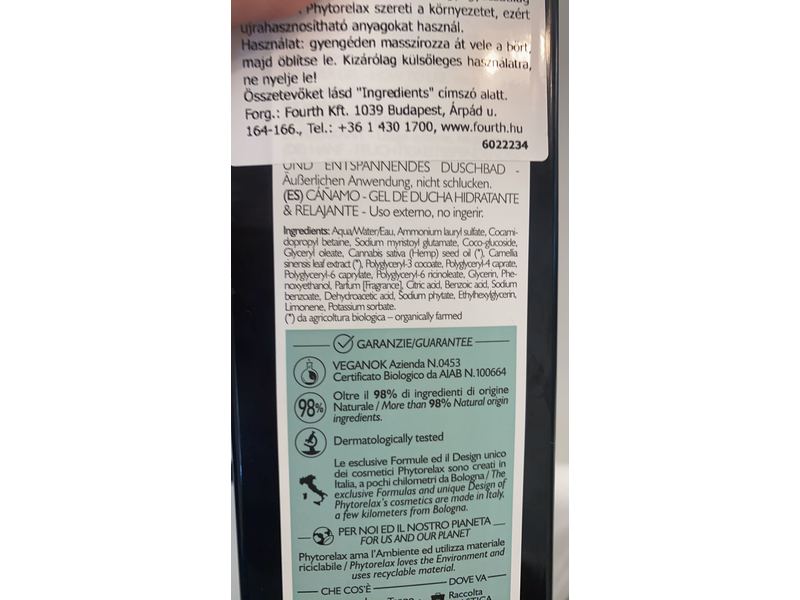 Phytorelax szereti a környezetet, ezért
ujrahasznosítható anyagokat használ.
Használat: gyengéden masszírozza át vele a bőrt,
majd öblítse le. Kizárólag külsőleges használatra,
ne nyelje le!
Összetevőket lásd "Ingredients" címszó alatt.
Forg.: Fourth Kft. 1039 Budapest, Árpád u.
164-166., Tel.: +36 1 430 1700, www.fourth.hu
6022234
UND ENTSPANNENDES DUSCHBAD -
Äußerlichen Anwendung, nicht schlucken.
(ES) CÁÑAMO - GEL DE DUCHA HIDRATANTE
& RELAJANTE - Uso externo, no ingerir.
Ingredients: Aqua/Water/Eau, Ammonium lauryl sulfate, Cocami-
dopropyl betaine, Sodium myristoyl glutamate, Coco-glucoside,
Glyceryl oleate, Cannabis sativa (Hemp) seed oil (*), Camellia
sinensis leaf extract (*), Polyglyceryl-3 cocoate, Polyglyceryl-4 caprate,
Polyglyceryl-6 caprylate, Polyglyceryl-6 ricinoleate, Glycerin, Phe-
noxyethanol, Parfum [Fragrance], Citric acid, Benzoic acid, Sodium
benzoate, Dehydroacetic acid, Sodium phytate, Ethylhexylglycerin,
Limonene, Potassium sorbate.
(*) da agricoltura biologica – organically farmed
GARANZIE/GUARANTEE
VEGANOK Azienda N.0453
Certificato Biologico da AIAB N.100664
98%
Oltre il 98% di ingredienti di origine
Naturale / More than 98% Natural origin
ingredients.
Dermatologically tested
Le esclusive Formule ed il Design unico
dei cosmetici Phytorelax sono creati in
Italia, a pochi chilometri da Bologna / The
exclusive Formulas and unique Design of
Phytorelax's cosmetics are made in Italy,
a few kilometers from Bologna.
PER NOI ED IL NOSTRO PIANETA
FOR US AND OUR PLANET
Phytorelax ama l'Ambiente ed utilizza materiale
riciclabile / Phytorelax loves the Environment and
uses recyclable material.
CHE COS'È
DOVE VA
Raccolta